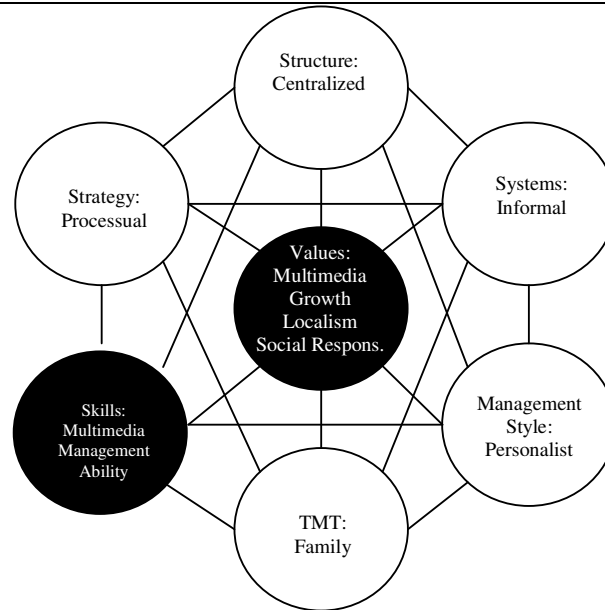 Structure:
Centralized
Strategy:
Processual
Systems:
Informal
Values:
Multimedia
Growth
Localism
Social Respons.
Skills:
Multimedia
Management
Ability
Management
Style:
Personalist
TMT:
Family